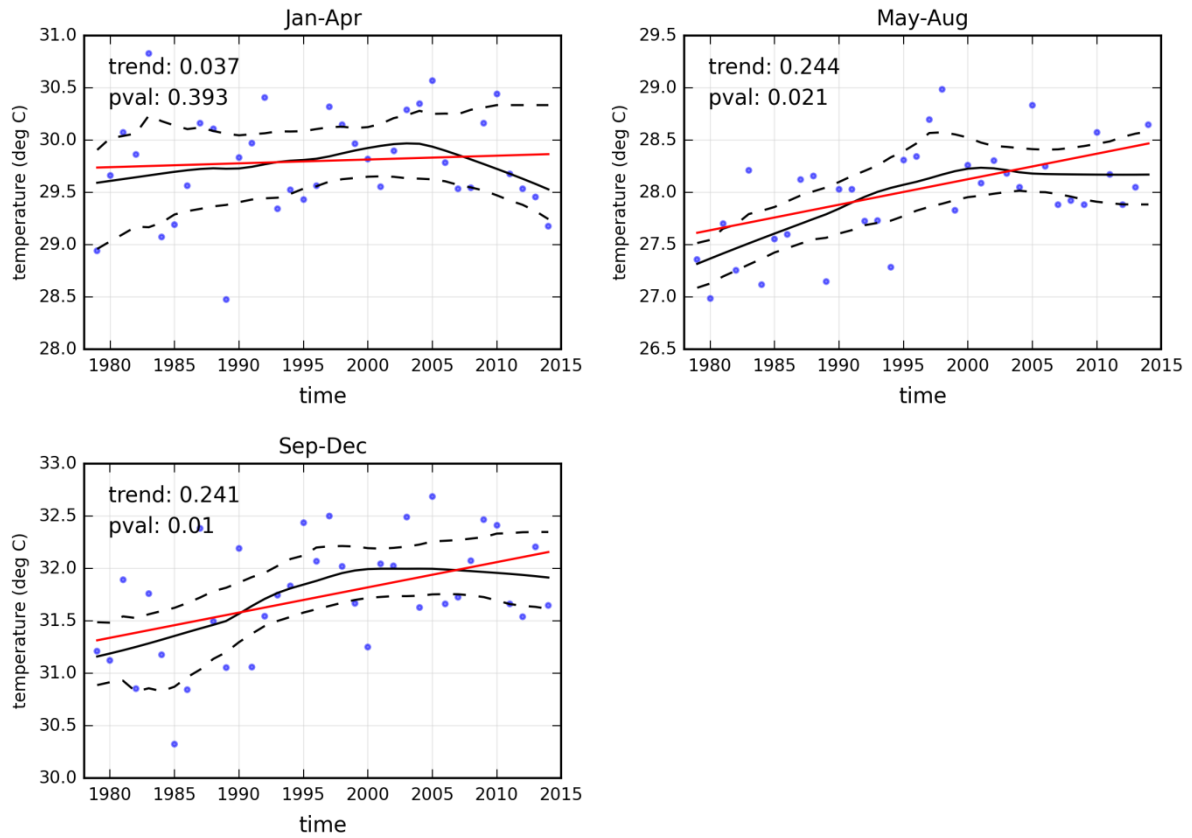 Jan-Apr
trend: 0.037
pval: 0.393
31.0
30.5
30.0
29.5
29.0
28.5
28.0
temperature (deg C)
1980 1985 1990 1995 2000 2005 2010 2015
time
May-Aug
trend: 0.244
pval: 0.021
29.5
29.0
28.5
28.0
27.5
27.0
26.5
temperature (deg C)
1980 1985 1990 1995 2000 2005 2010 2015
time
Sep-Dec
trend: 0.241
pval: 0.01
33.0
32.5
32.0
31.5
31.0
30.5
30.0
temperature (deg C)
1980 1985 1990 1995 2000 2005 2010 2015
time